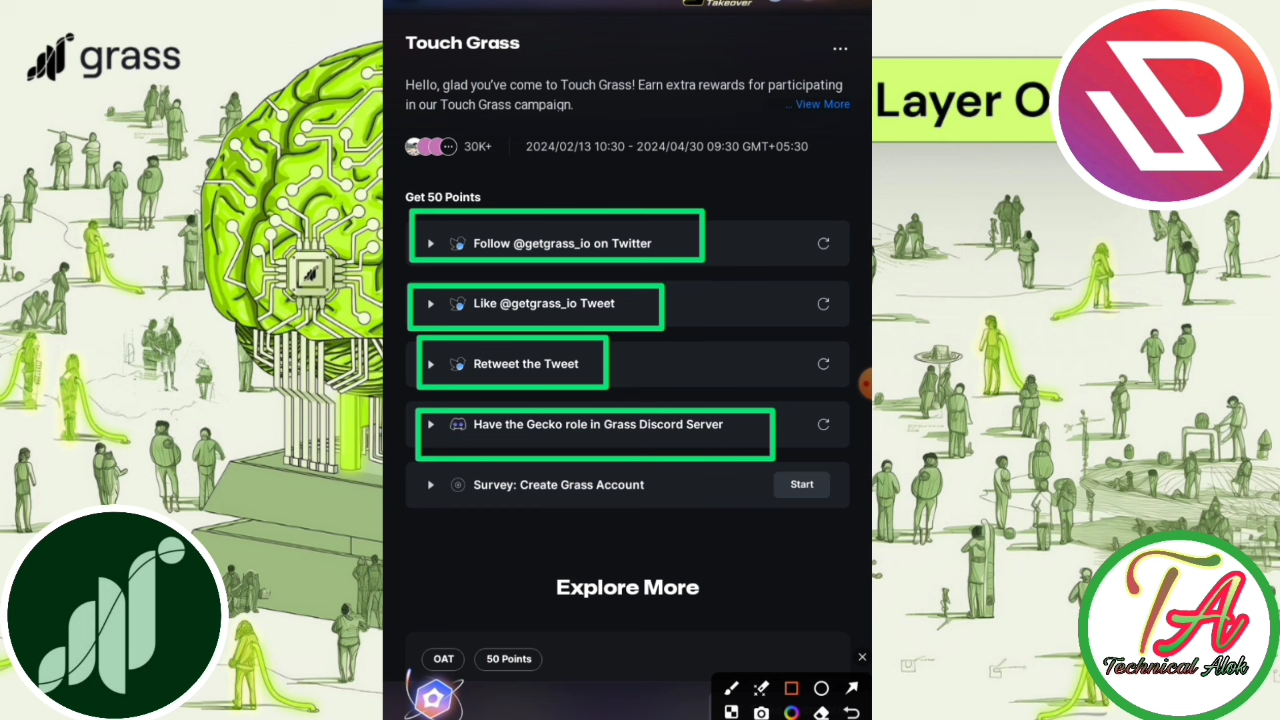 grass
Takeover
Touch Grass
Hello, glad you've come to Touch Grass! Earn extra rewards for participating
in our Touch Grass campaign.
... View More
30K+
2024/02/13 10:30 - 2024/04/30 09:30 GMT+05:30
Get 50 Points
Follow @getgrass_io on Twitter
Like @getgrass_io Tweet
Retweet the Tweet
Have the Gecko role in Grass Discord Server
Survey: Create Grass Account
Start
Explore More
OAT
50 Points
Layer O
TA
Technical Alok